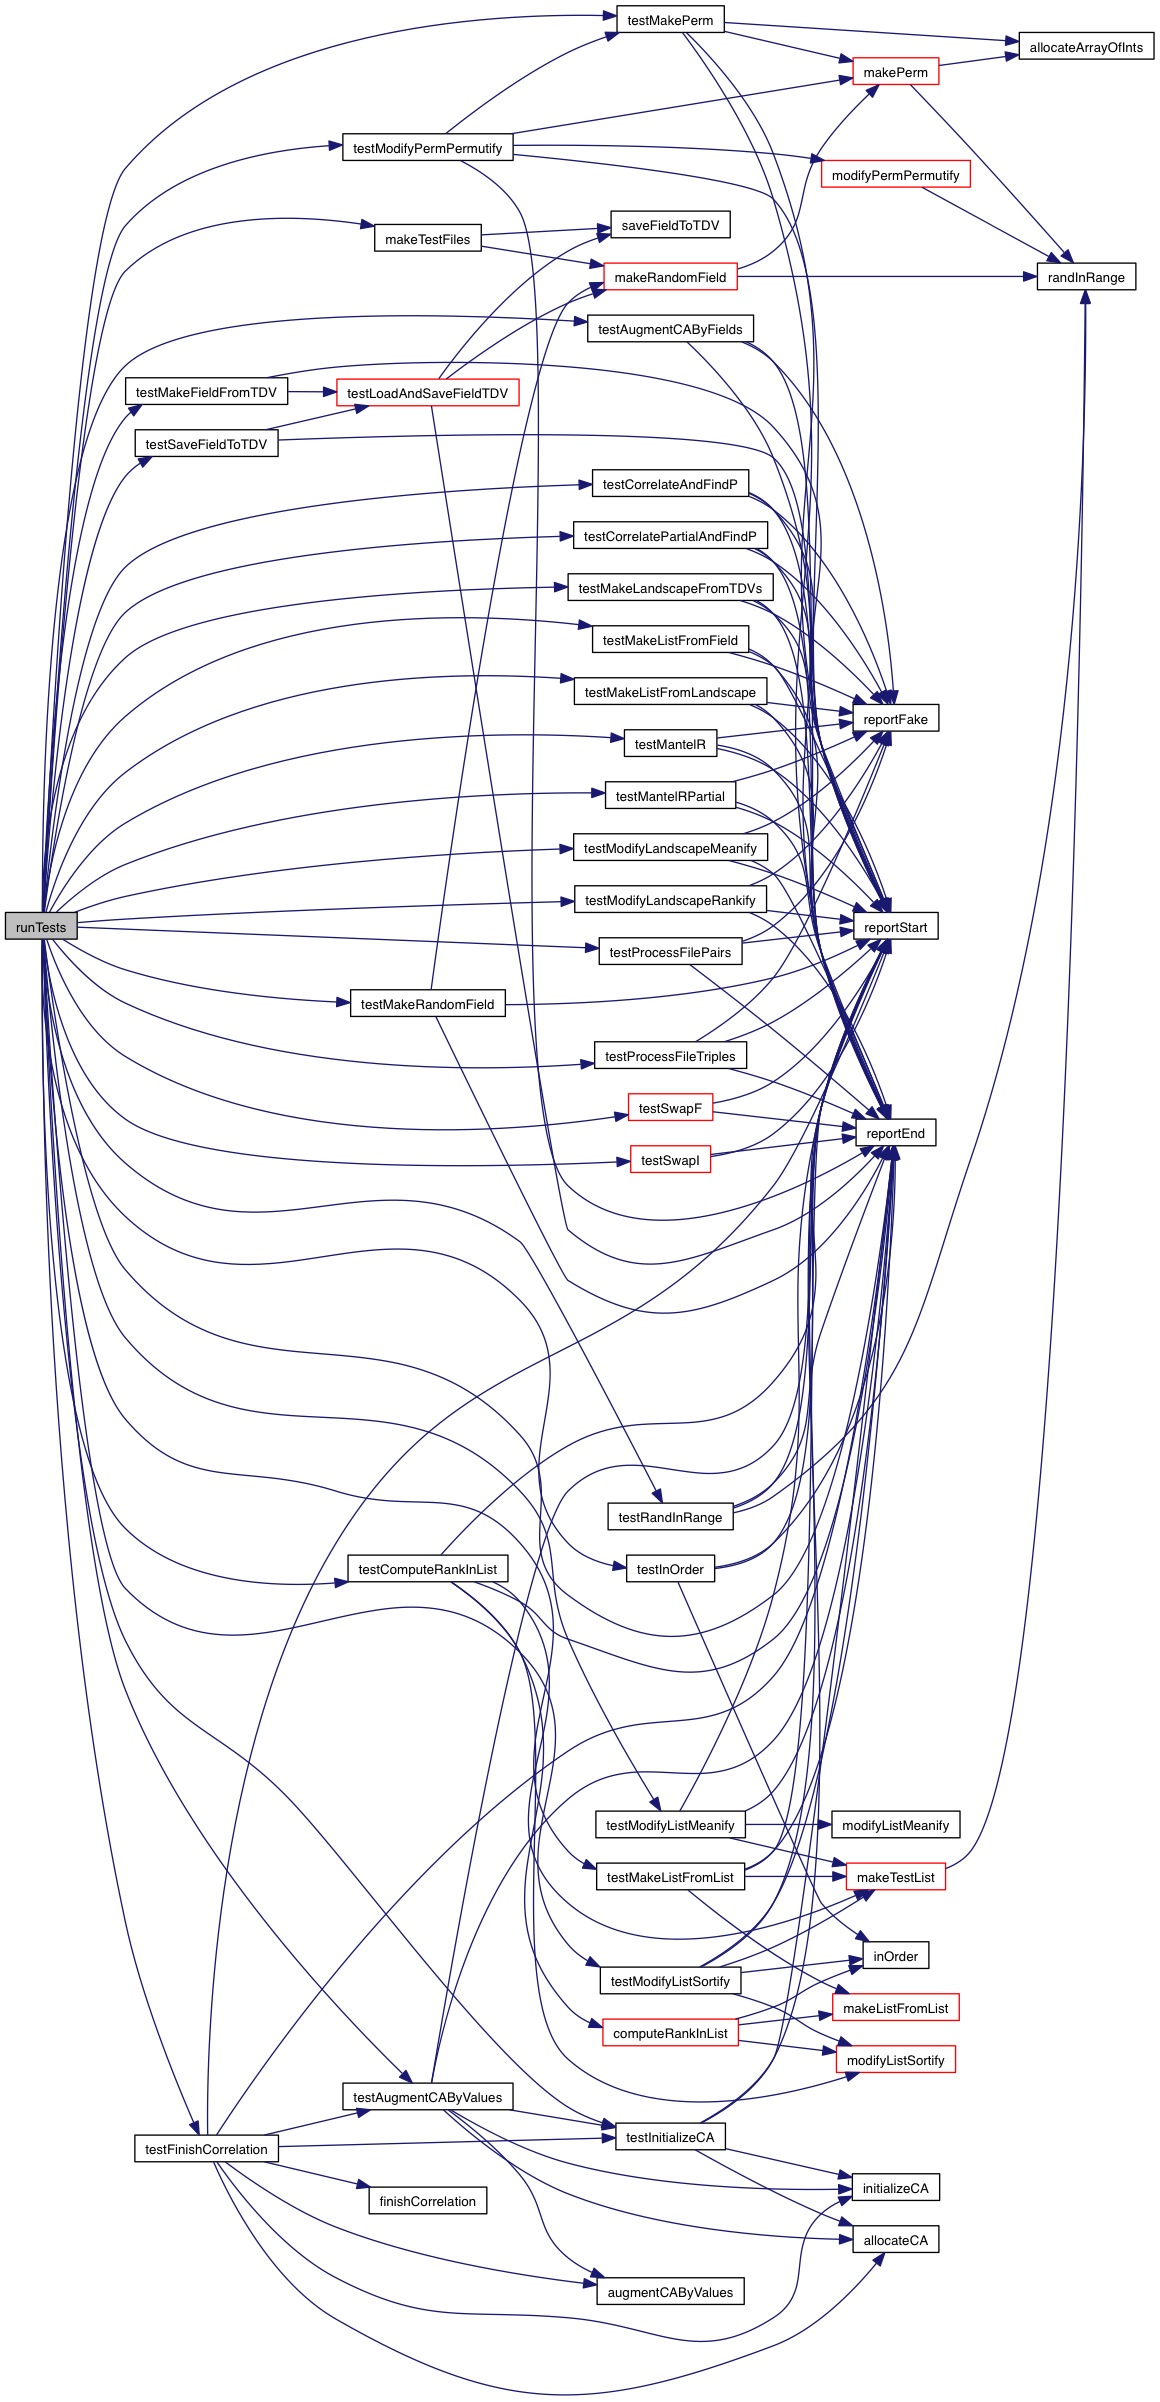 testMakePerm
allocateArrayOfInts
makePerm
testModifyPermPermutify
modifyPermPermutify
saveFieldToTDV
makeTestFiles
makeRandomField
randInRange
testAugmentCAByFields
testMakeFieldFromTDV
testLoadAndSaveFieldTDV
testSaveFieldToTDV
testCorrelateAndFindP
testCorrelatePartialAndFindP
testMakeLandscapeFromTDVs
testMakeListFromField
testMakeListFromLandscape
reportFake
testMantelR
testMantelRPartial
testModifyLandscapeMeanify
testModifyLandscapeRankify
runTests
reportStart
testProcessFilePairs
testMakeRandomField
testProcessFileTriples
testSwapF
reportEnd
testSwapI
testRandInRange
testComputeRankInList
testInOrder
testModifyListMeanify
modifyListMeanify
testMakeListFromList
makeTestList
inOrder
testModifyListSortify
makeListFromList
computeRankInList
modifyListSortify
testAugmentCAByValues
testInitializeCA
testFinishCorrelation
initializeCA
finishCorrelation
allocateCA
augmentCAByValues